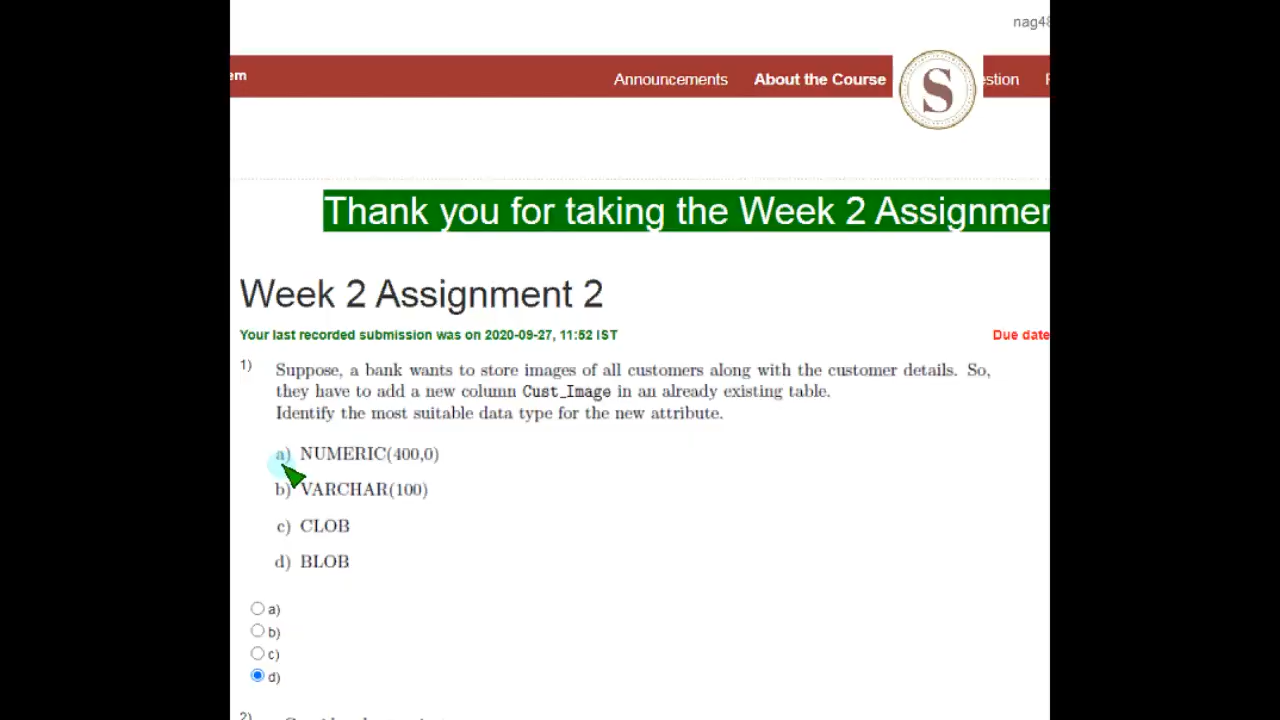 nag48
em
Announcements
About the Course
S
estion
Thank you for taking the Week 2 Assignmen
Week 2 Assignment 2
Your last recorded submission was on 2020-09-27, 11:52 IST
Due date
1)
Suppose, a bank wants to store images of all customers along with the customer details. So,
they have to add a new column Cust_Image in an already existing table.
Identify the most suitable data type for the new attribute.
a) NUMERIC(400,0)
b) VARCHAR(100)
c) CLOB
d) BLOB
a)
b)
c)
d)
2)